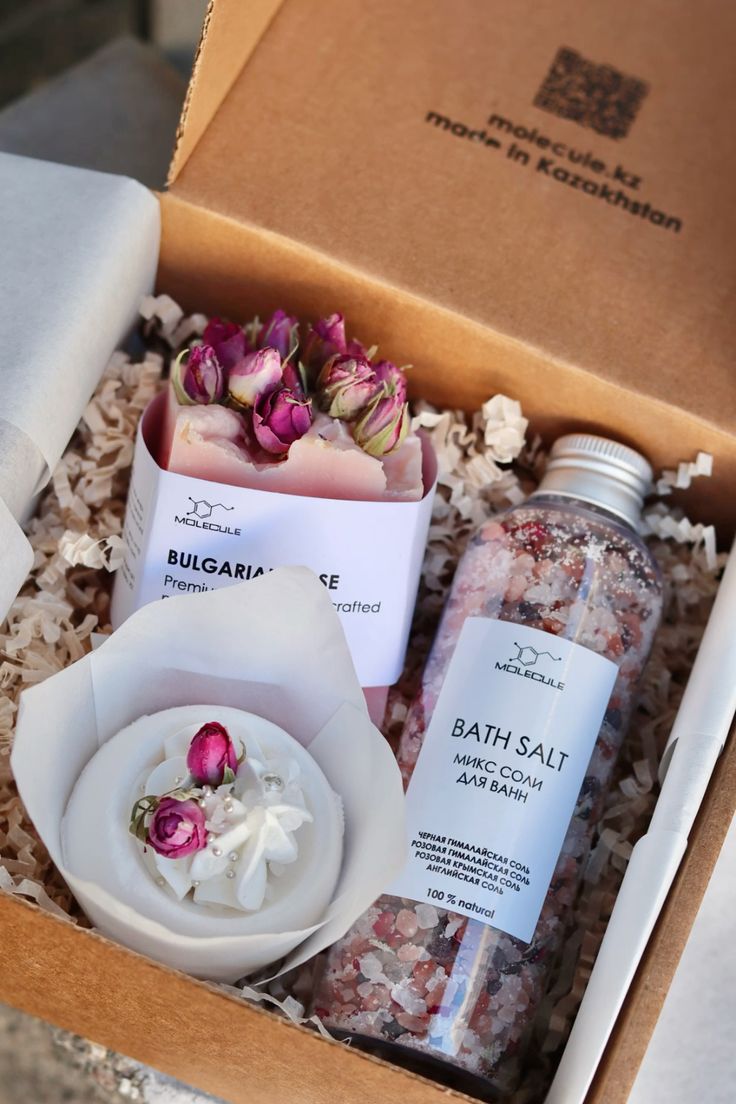 molecule.kz
made in Kazakhstan
MOLECULE
BULGARIAN
Premiu
crafted
MOLECULE
BATH SALT
МИКС СОЛИ
ДЛЯ ВАНН
ЧЕРНАЯ ГИМАЛАЙСКАЯ СОЛЬ
РОЗОВАЯ ГИМАЛАЙСКАЯ СОЛЬ
РОЗОВАЯ КРЫМСКАЯ СОЛЬ
АНГЛИЙСКАЯ СОЛЬ
100 % natural